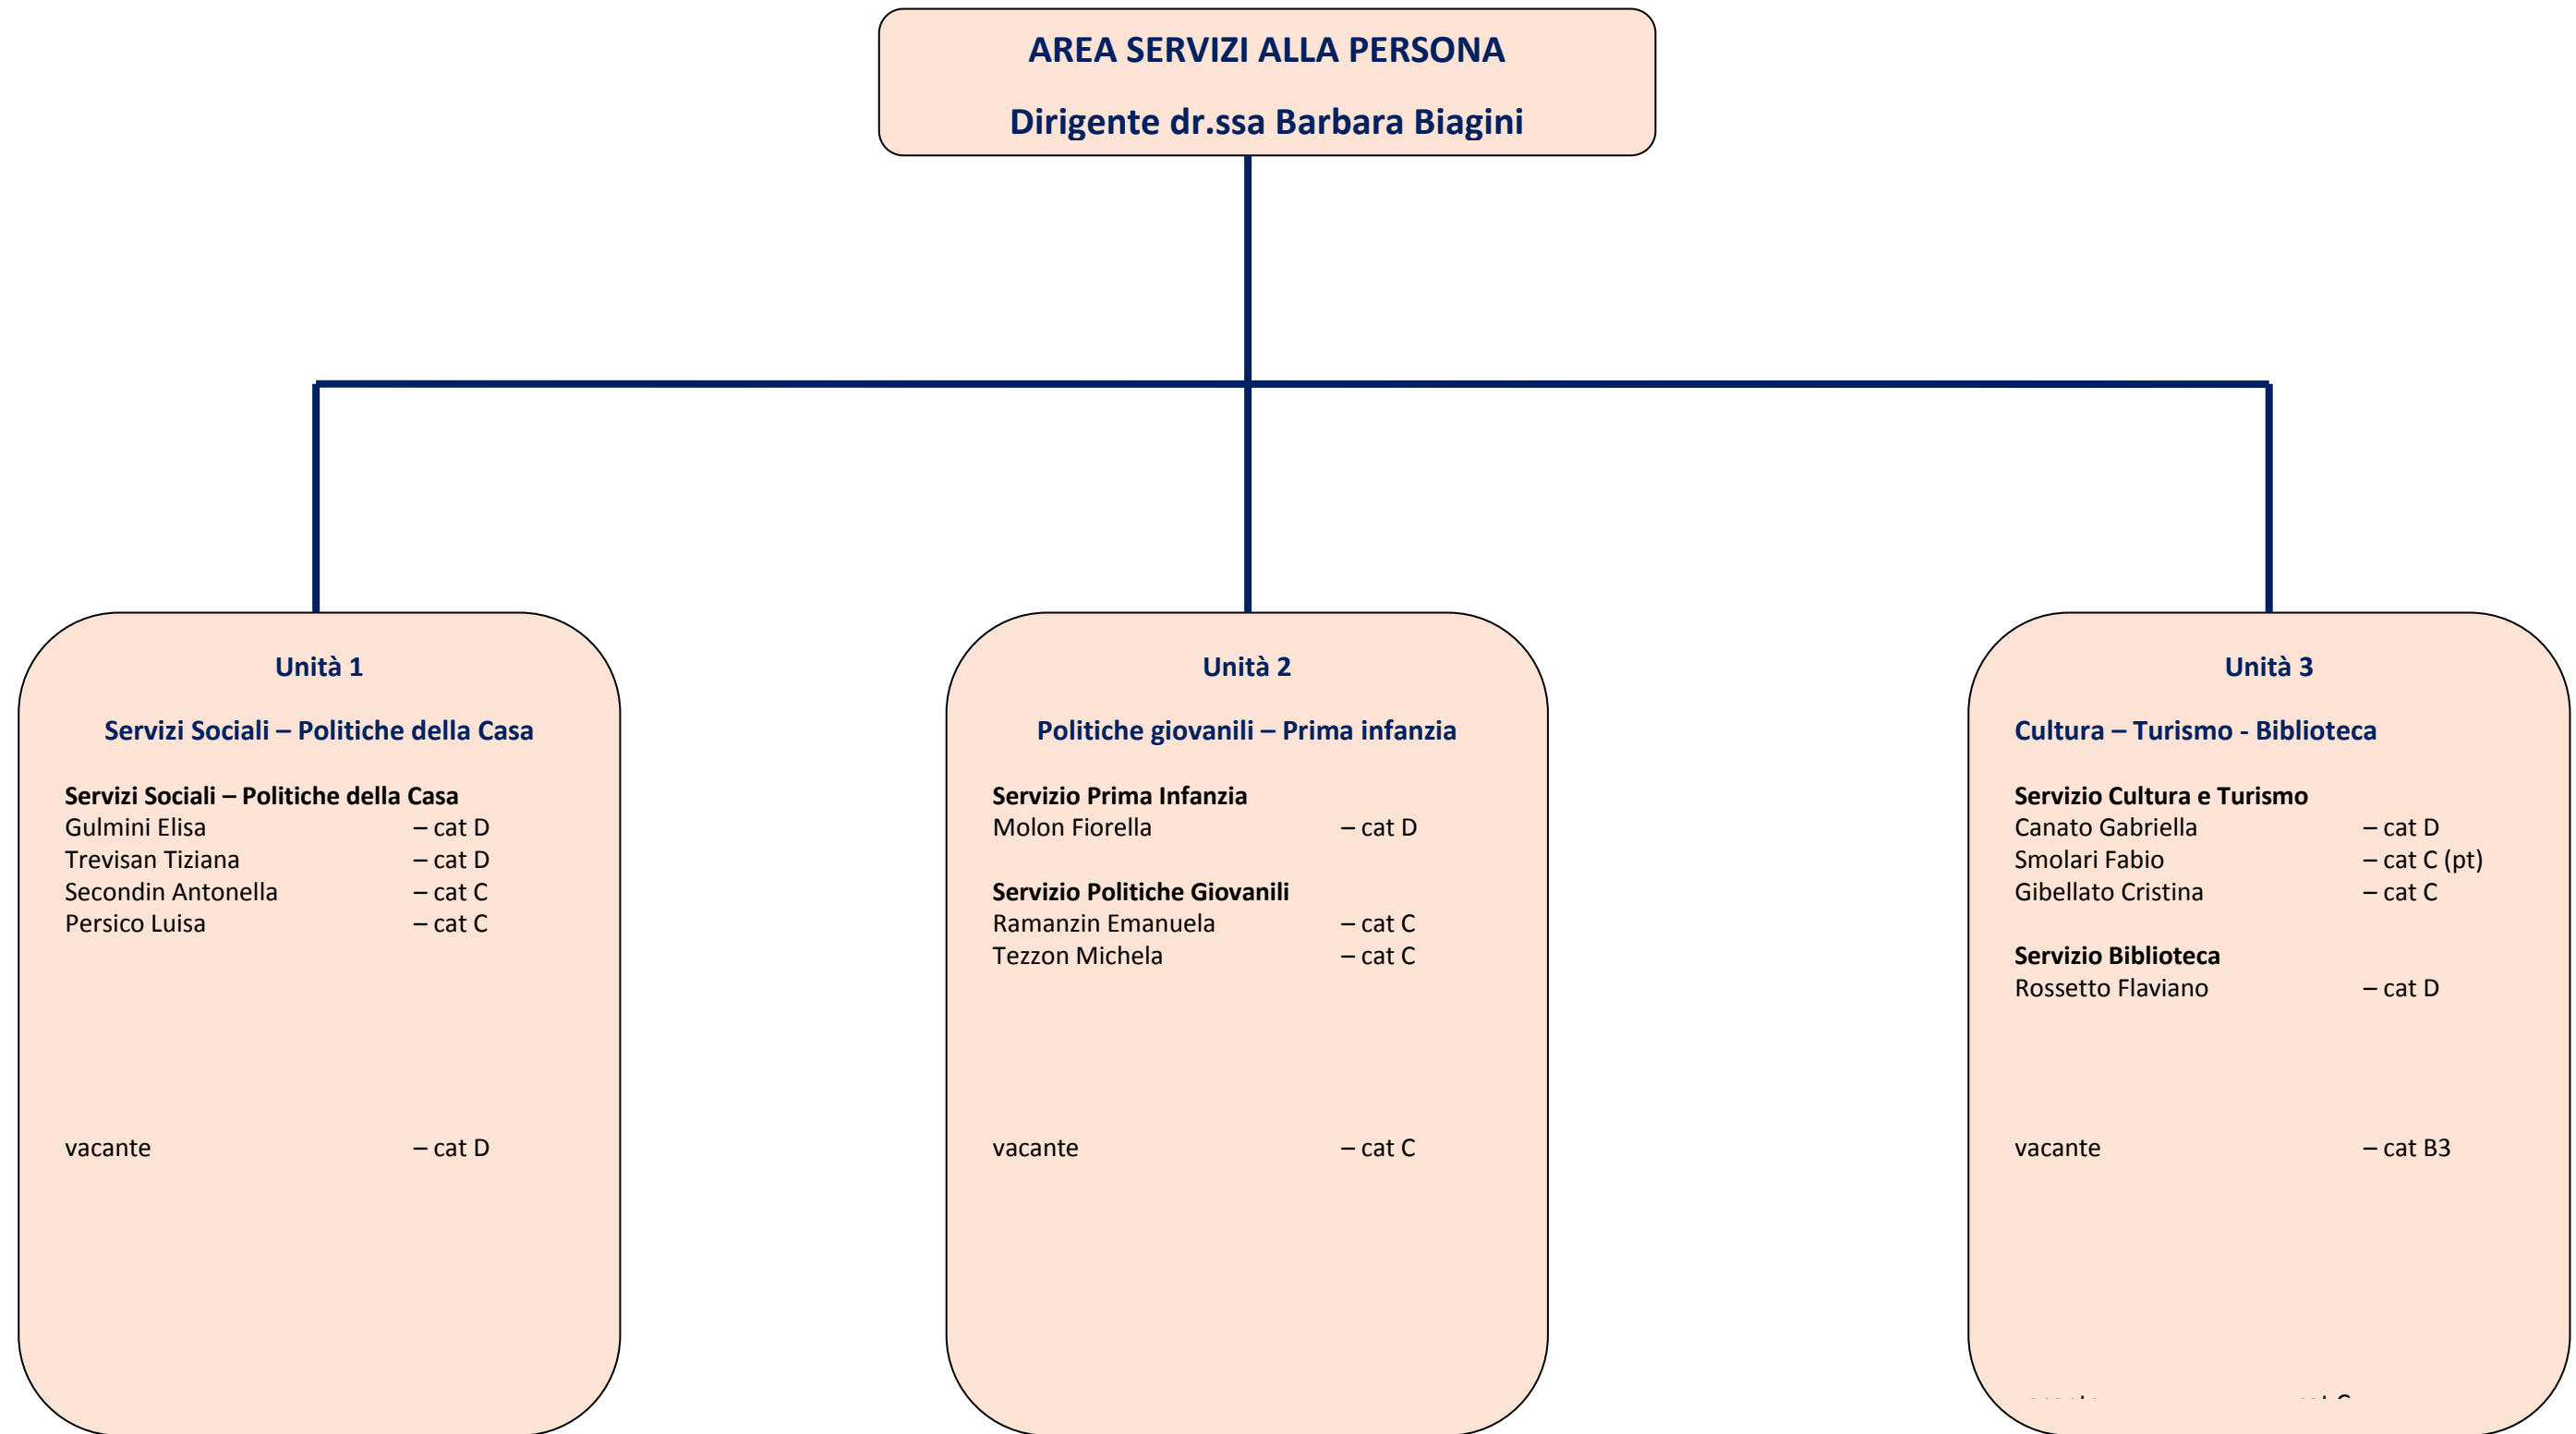 AREA SERVIZI ALLA PERSONA
Dirigente dr.ssa Barbara Biagini
Unità 1
Servizi Sociali – Politiche della Casa
Servizi Sociali – Politiche della Casa
Gulmini Elisa – cat D
Trevisan Tiziana – cat D
Secondin Antonella – cat C
Persico Luisa – cat C
vacante – cat D
Unità 2
Politiche giovanili – Prima infanzia
Servizio Prima Infanzia
Molon Fiorella – cat D
Servizio Politiche Giovanili
Ramanzin Emanuela – cat C
Tezzon Michela – cat C
vacante – cat C
Unità 3
Cultura – Turismo - Biblioteca
Servizio Cultura e Turismo
Canato Gabriella – cat D
Smolari Fabio – cat C (pt)
Gibellato Cristina – cat C
Servizio Biblioteca
Rossetto Flaviano – cat D
vacante – cat B3